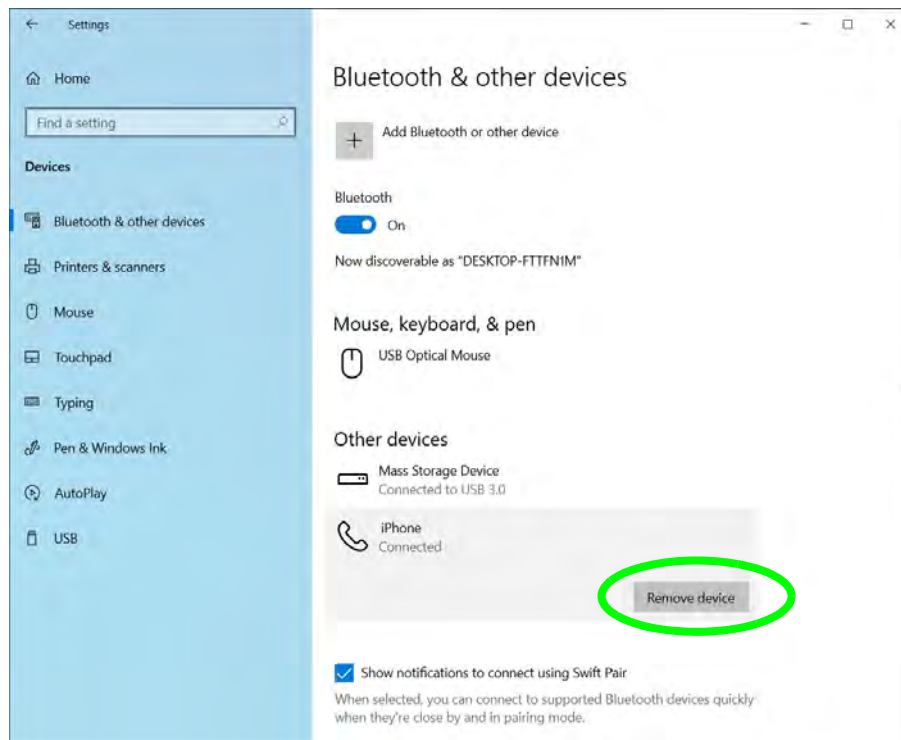 Settings
Home
Find a setting
Devices
Bluetooth & other devices
Printers & scanners
Mouse
Touchpad
Typing
Pen & Windows Ink
AutoPlay
USB
Bluetooth & other devices
Add Bluetooth or other device
Bluetooth
On
Now discoverable as "DESKTOP-FTTFN1M"
Mouse, keyboard, & pen
USB Optical Mouse
Other devices
Mass Storage Device
Connected to USB 3.0
iPhone
Connected
Remove device
Show notifications to connect using Swift Pair
When selected, you can connect to supported Bluetooth devices quickly
when they're close by and in pairing mode.